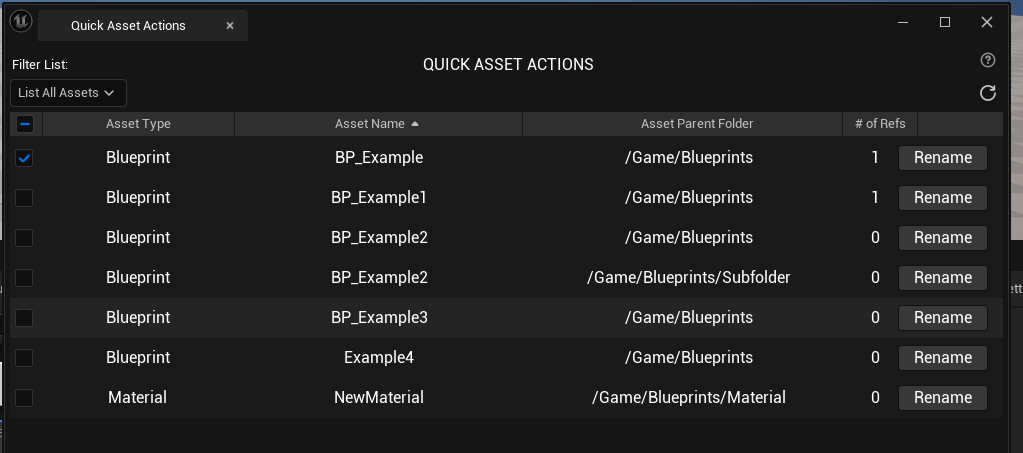 Quick Asset Actions
Filter List:
QUICK ASSET ACTIONS
List All Assets
Asset Type Asset Name Asset Parent Folder # of Refs
Blueprint BP_Example /Game/Blueprints 1 Rename
Blueprint BP_Example1 /Game/Blueprints 1 Rename
Blueprint BP_Example2 /Game/Blueprints 0 Rename
Blueprint BP_Example2 /Game/Blueprints/Subfolder 0 Rename
Blueprint BP_Example3 /Game/Blueprints 0 Rename
Blueprint Example4 /Game/Blueprints 0 Rename
Material NewMaterial /Game/Blueprints/Material 0 Rename